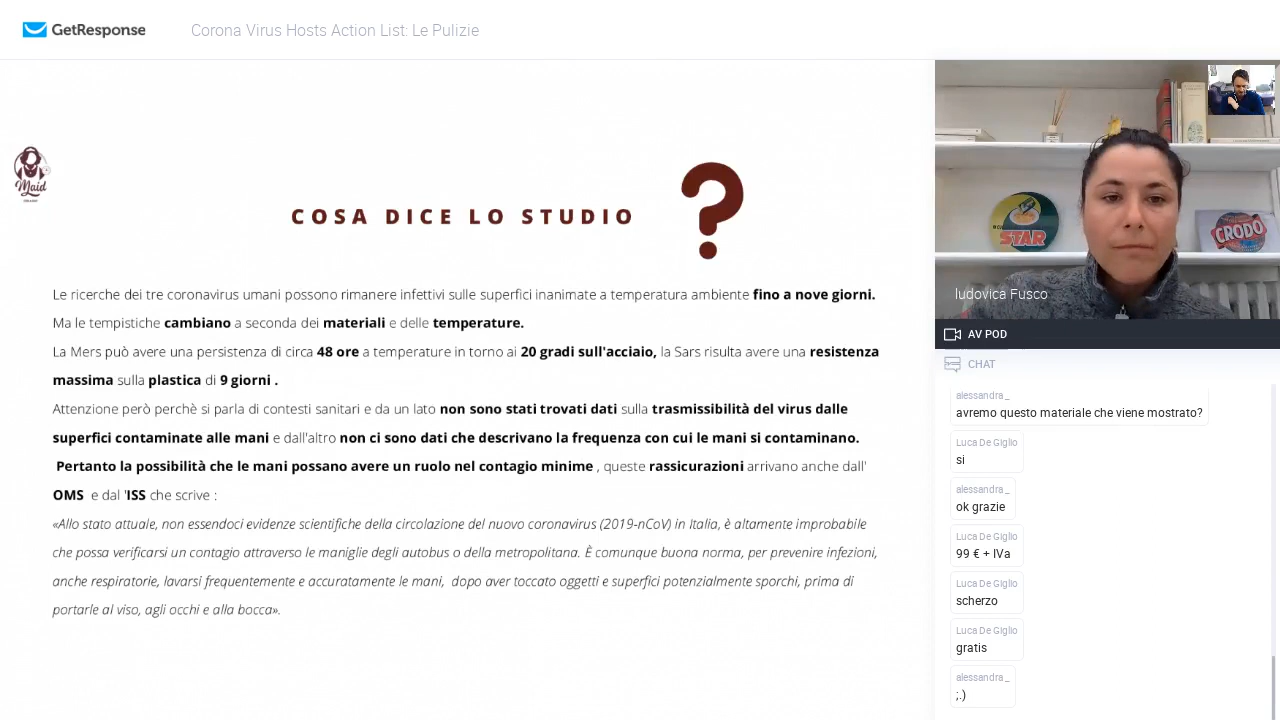 GetResponse
Corona Virus Hosts Action List: Le Pulizie
Maid
COSA DICE LO STUDIO ?
Le ricerche dei tre coronavirus umani possono rimanere infettivi sulle superfici inanimate a temperatura ambiente fino a nove giorni.
Ma le tempistiche cambiano a seconda dei materiali e delle temperature.
La Mers può avere una persistenza di circa 48 ore a temperature in torno ai 20 gradi sull'acciaio, la Sars risulta avere una resistenza
massima sulla plastica di 9 giorni .
Attenzione però perchè si parla di contesti sanitari e da un lato non sono stati trovati dati sulla trasmissibilità del virus dalle
superfici contaminate alle mani e dall'altro non ci sono dati che descrivano la frequenza con cui le mani si contaminano.
Pertanto la possibilità che le mani possano avere un ruolo nel contagio minime , queste rassicurazioni arrivano anche dall'
OMS e dal 'ISS che scrive :
«Allo stato attuale, non essendoci evidenze scientifiche della circolazione del nuovo coronavirus (2019-nCoV) in Italia, è altamente improbabile
che possa verificarsi un contagio attraverso le maniglie degli autobus o della metropolitana. È comunque buona norma, per prevenire infezioni,
anche respiratorie, lavarsi frequentemente e accuratamente le mani, dopo aver toccato oggetti e superfici potenzialmente sporchi, prima di
portarle al viso, agli occhi e alla bocca».
STAR
CRODO
ludovica Fusco
AV POD
CHAT
alessandra _
avremo questo materiale che viene mostrato?
Luca De Giglio
si
alessandra _
ok grazie
Luca De Giglio
99 € + IVa
Luca De Giglio
scherzo
Luca De Giglio
gratis
alessandra _
;.)